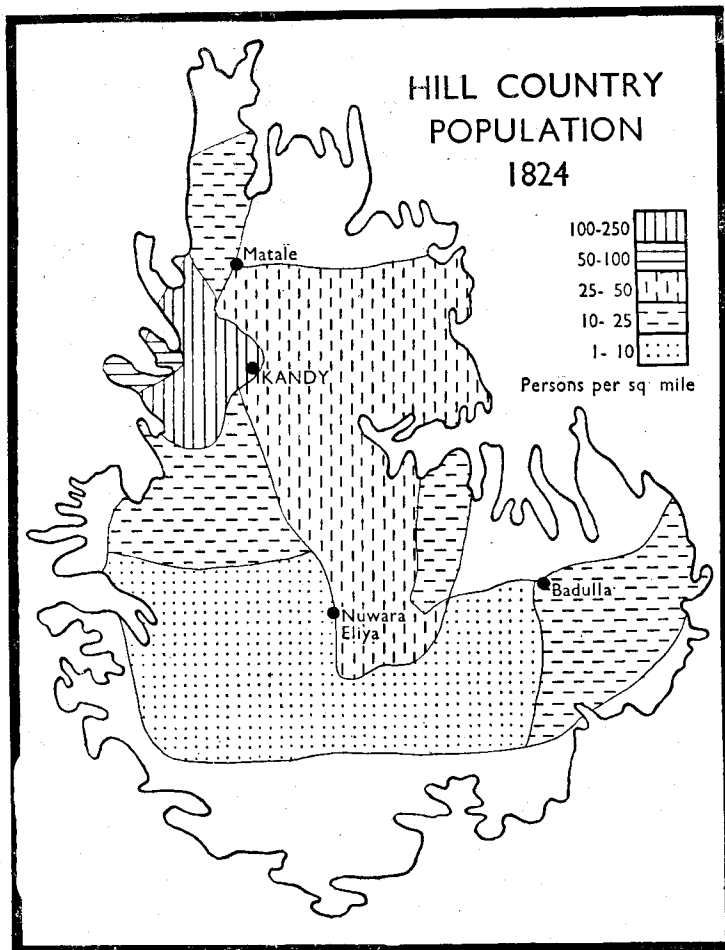 HILL COUNTRY
POPULATION
1824
100-250
50-100
25- 50
10- 25
1- 10
Persons per sq mile
Matale
KANDY
Badulla
Nuwara
Eliya